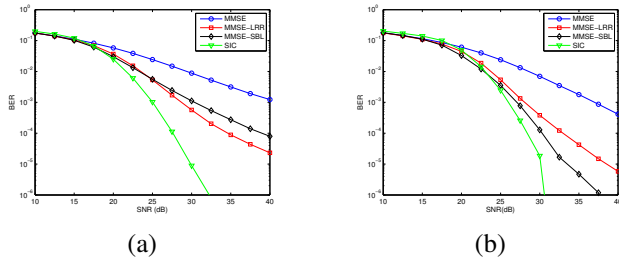 10^0
10^-1
10^-2
10^-3
10^-4
10^-5
10^-6
BER
10 15 20 25 30 35 40
SNR (dB)
MMSE
MMSE-LRR
MMSE-SBL
SIC
(a)
10^0
10^-1
10^-2
10^-3
10^-4
10^-5
10^-6
BER
10 15 20 25 30 35 40
SNR(dB)
MMSE
MMSE-LRR
MMSE-SBL
SIC
(b)